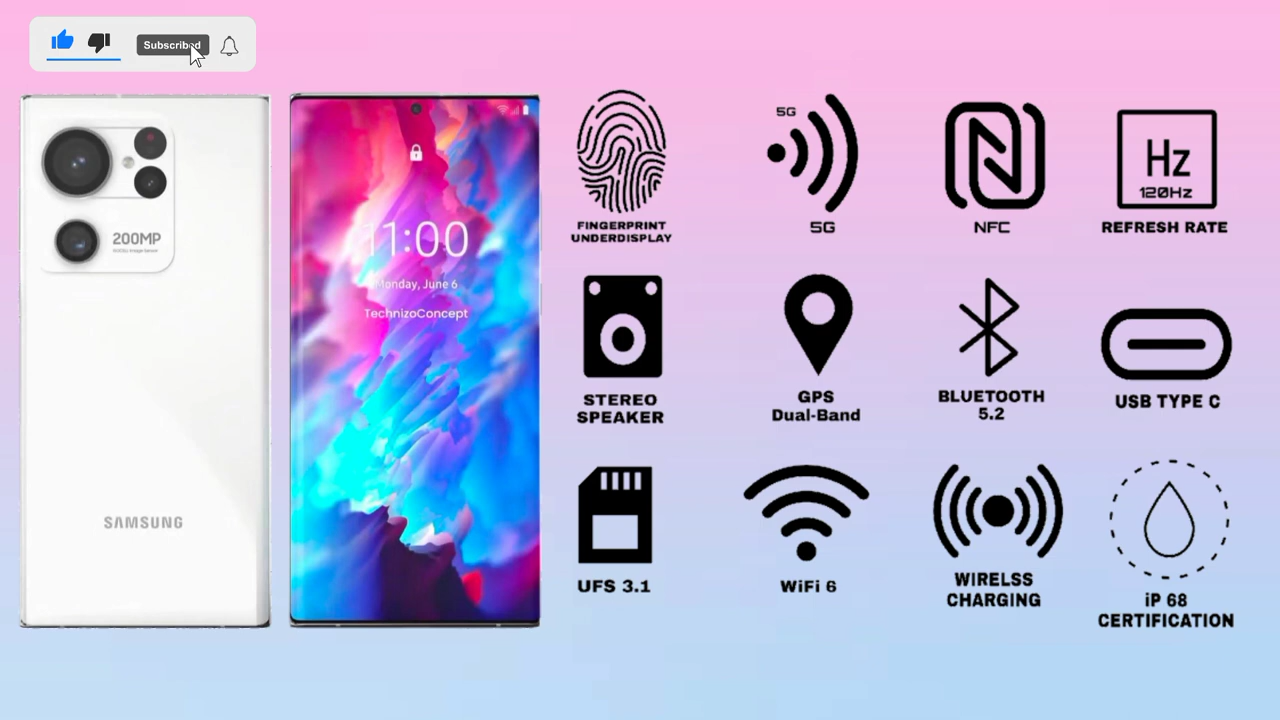 Subscribed
200MP
SAMSUNG
11:00
Monday, June 6
TechnizoConcept
FINGERPRINT
UNDERDISPLAY
5G
5G
NFC
Hz
120Hz
REFRESH RATE
STEREO
SPEAKER
GPS
Dual-Band
BLUETOOTH
5.2
USB TYPE C
UFS 3.1
WiFi 6
WIRELSS
CHARGING
iP 68
CERTIFICATION